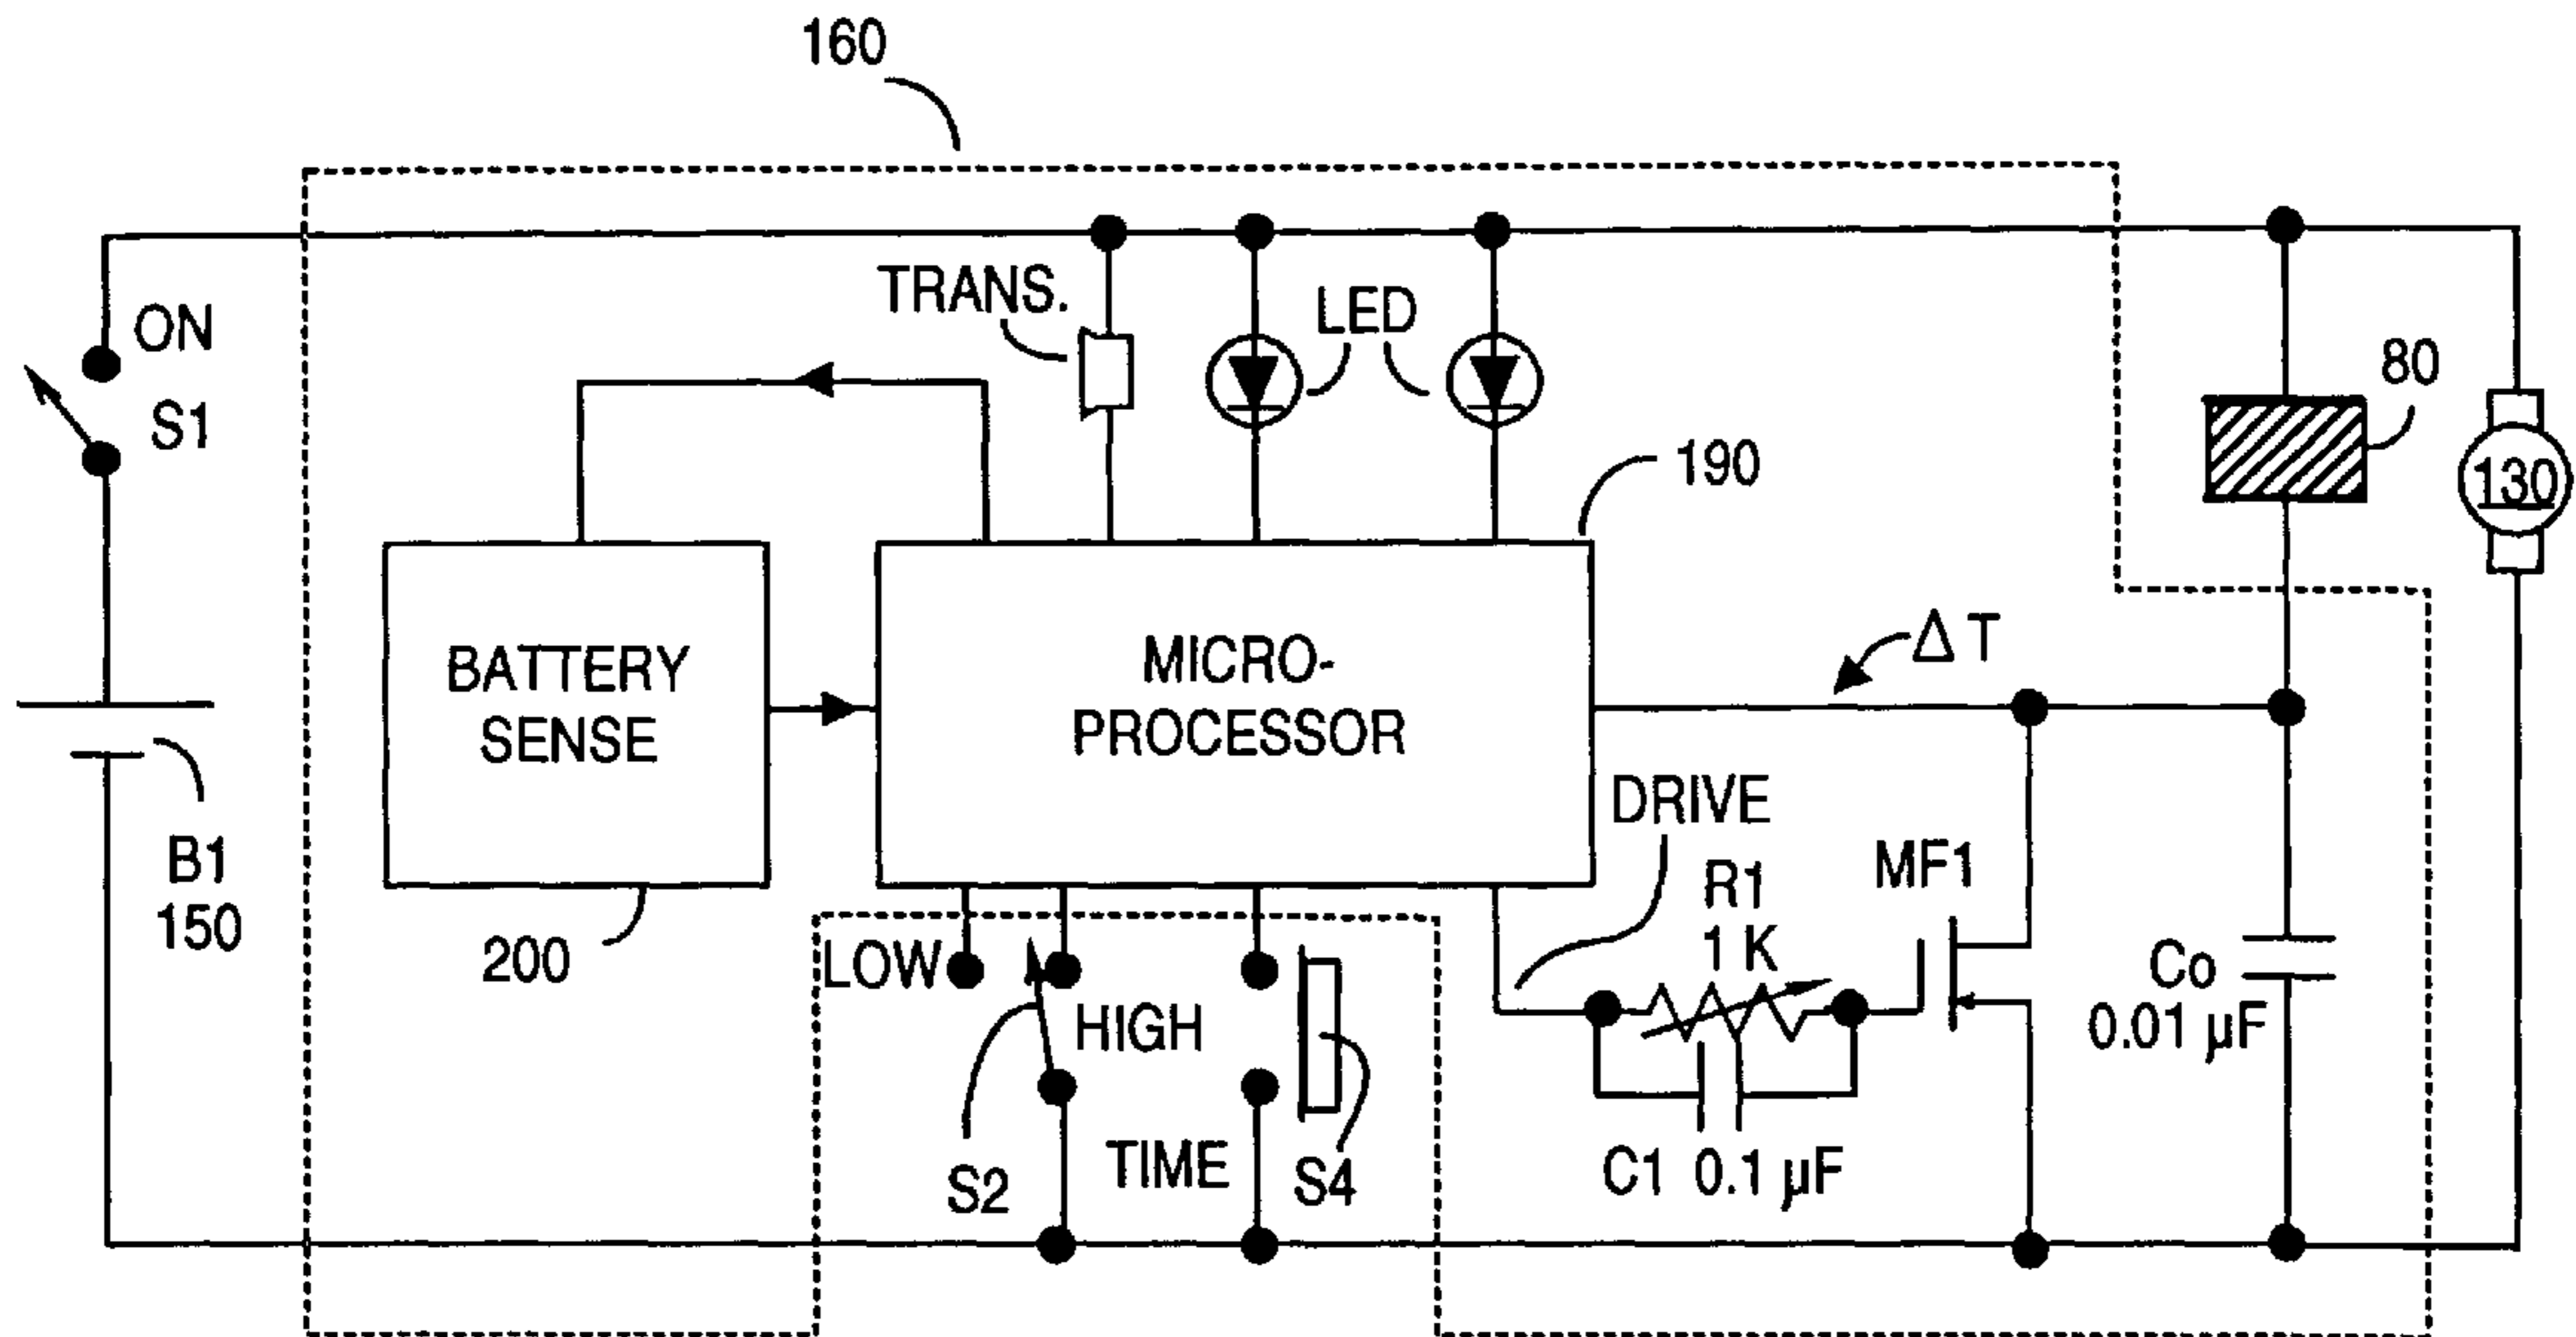 160
ON
S1
TRANS.
LED
80
130
190
BATTERY
SENSE
MICRO-
PROCESSOR
Δ T
DRIVE
B1
150
200
R1
1 K
MF1
LOW
HIGH
Co
0.01 µF
S2
TIME
S4
C1 0.1 µF